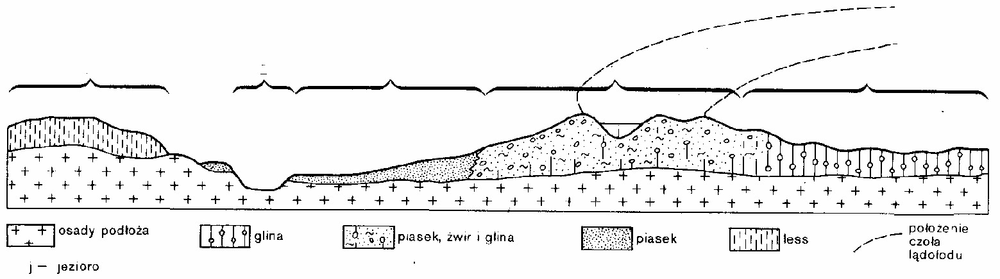 osady podłoża
glina
piasek, żwir i glina
piasek
less
położenie
czoła
lądolodu
j – jezioro